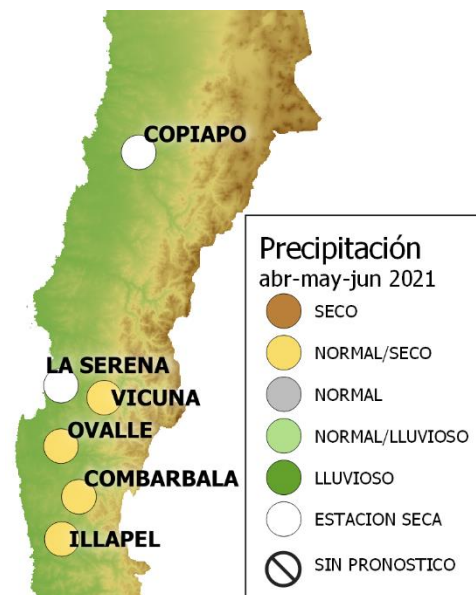 COPIAPO
LA SERENA
VICUNA
OVALLE
COMBARBALA
ILLAPEL
Precipitación
abr-may-jun 2021
SECO
NORMAL/SECO
NORMAL
NORMAL/LLUVIOSO
LLUVIOSO
ESTACION SECA
SIN PRONOSTICO